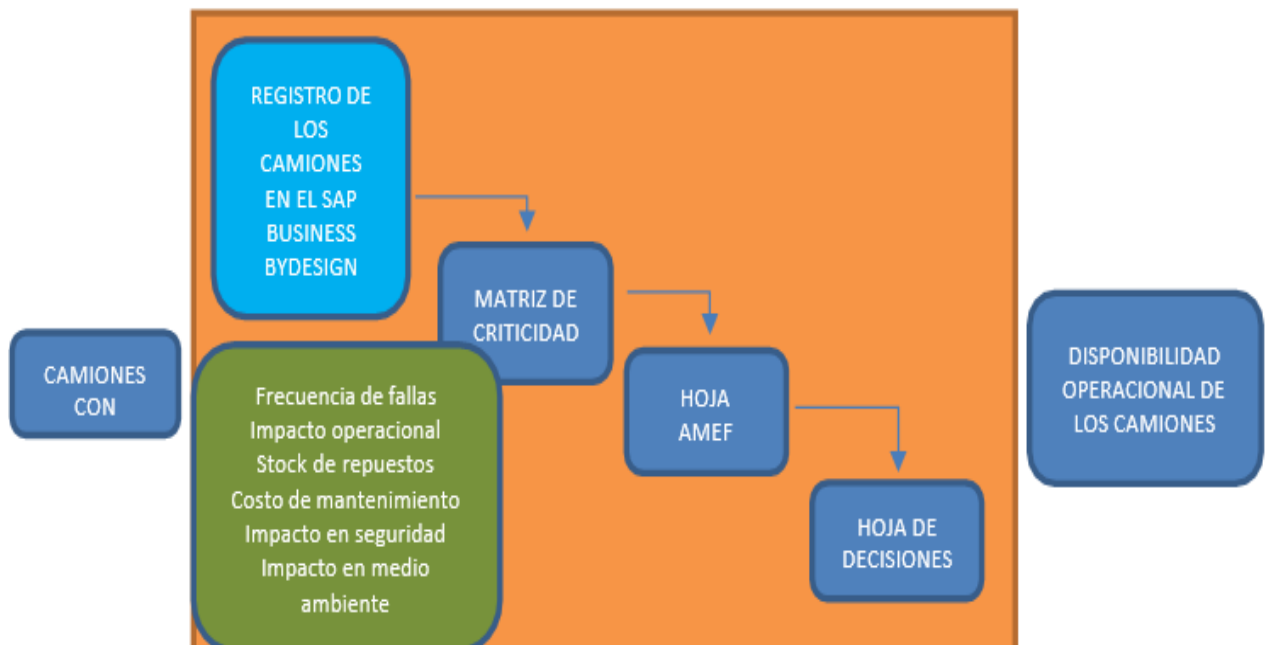 REGISTRO DE
LOS
CAMIONES
EN EL SAP
BUSINESS
BYDESIGN
MATRIZ DE
CRITICIDAD
CAMIONES
CON
Frecuencia de fallas
Impacto operacional
Stock de repuestos
Costo de mantenimiento
Impacto en seguridad
Impacto en medio
ambiente
HOJA
AMEF
HOJA DE
DECISIONES
DISPONIBILIDAD
OPERACIONAL DE
LOS CAMIONES